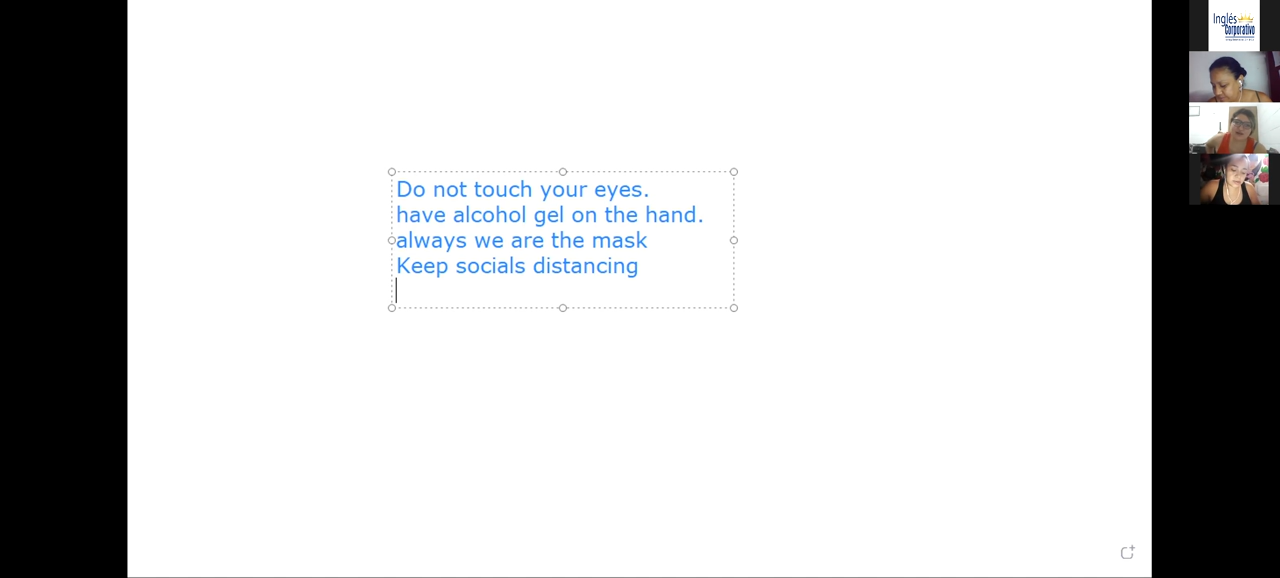 Inglés
Corporativo
Do not touch your eyes.
have alcohol gel on the hand.
always we are the mask
Keep socials distancing